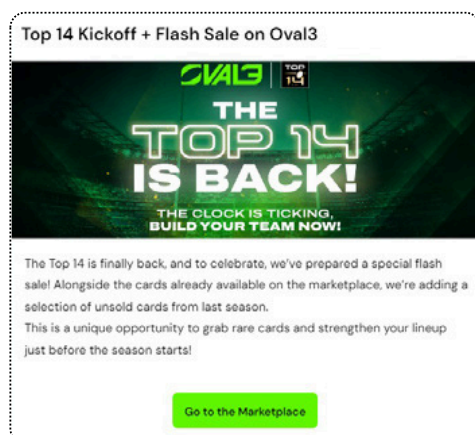 Top 14 Kickoff + Flash Sale on Oval3
OVAL3 TOP 14
THE
TOP 14
IS BACK!
THE CLOCK IS TICKING,
BUILD YOUR TEAM NOW!
The Top 14 is finally back, and to celebrate, we've prepared a special flash
sale! Alongside the cards already available on the marketplace, we're adding a
selection of unsold cards from last season.
This is a unique opportunity to grab rare cards and strengthen your lineup
just before the season starts!
Go to the Marketplace